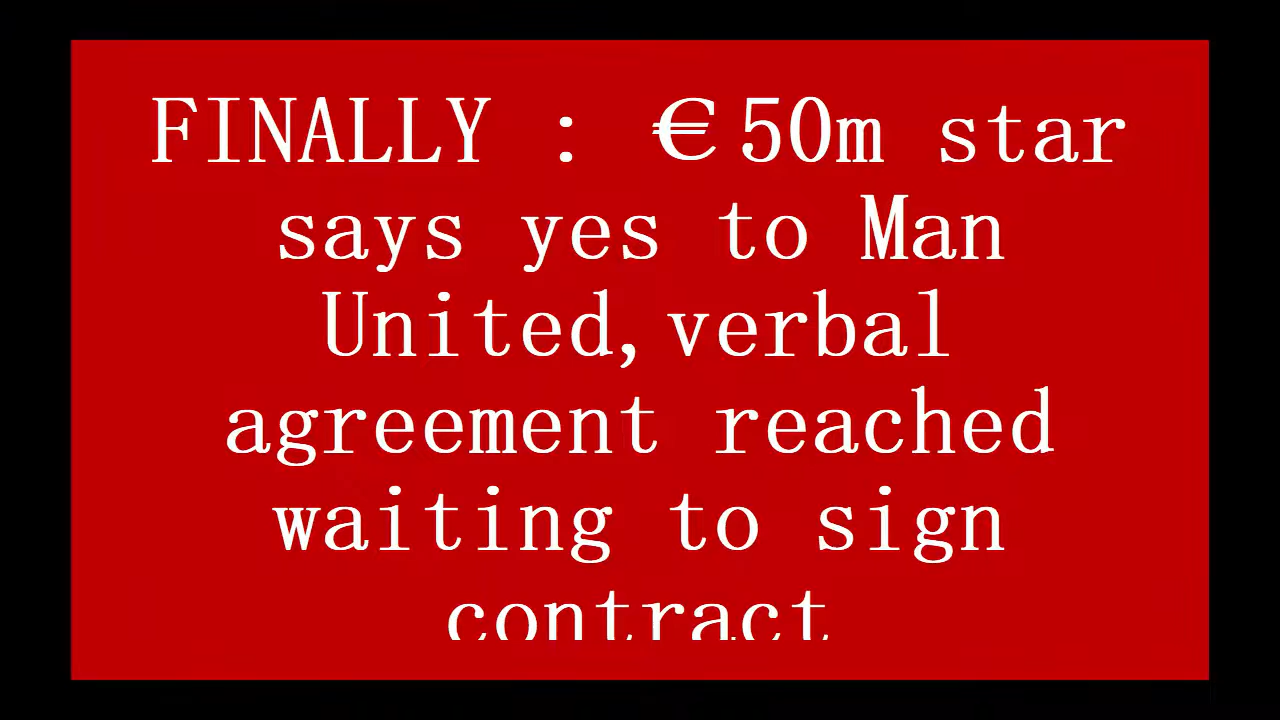 FINALLY : €50m star
says yes to Man
United,verbal
agreement reached
waiting to sign
contract